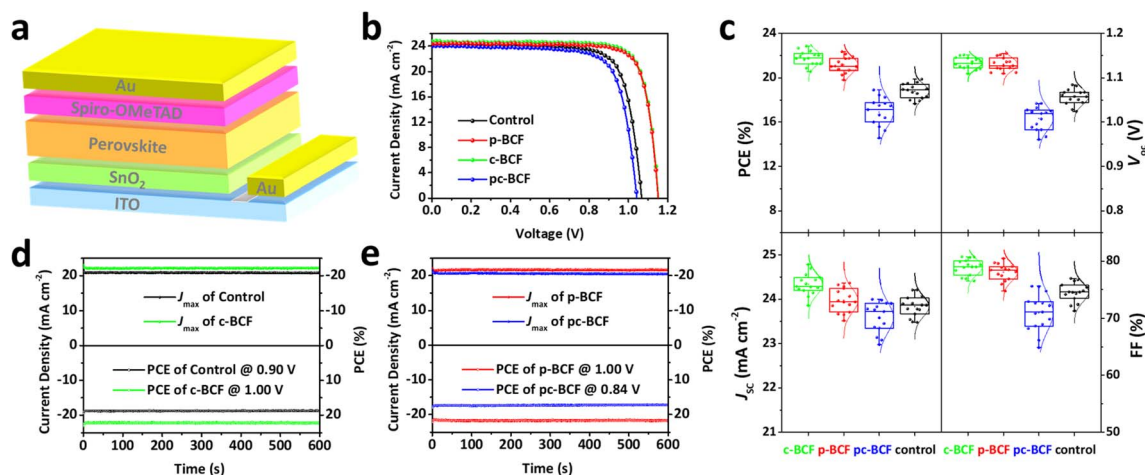 a
Au
Spiro-OMeTAD
Perovskite
SnO2
ITO
Au
b
Current Density (mA cm-2)
28
24
20
16
12
8
4
0
Control
p-BCF
c-BCF
pc-BCF
0.0 0.2 0.4 0.6 0.8 1.0 1.2
Voltage (V)
c
PCE (%)
24
22
20
18
16
14
12
6
1.2
1.1
1.0
0.9
0.8
Voc (V)
Jsc (mA cm-2)
25
24
23
24
22
21
80
70
60
50
FF (%)
c-BCF p-BCF pc-BCF control
c-BCF p-BCF pc-BCF control
d
Current Density (mA cm-2)
20
10
0
-10
-20
Jmax of Control
Jmax of c-BCF
PCE of Control @ 0.90 V
PCE of c-BCF @ 1.00 V
-20
-10
0
10
20
PCE (%)
0 100 200 300 400 500 600
Time (s)
e
Current Density (mA cm-2)
20
10
0
-10
-20
Jmax of p-BCF
Jmax of pc-BCF
PCE of p-BCF @ 1.00 V
PCE of pc-BCF @ 0.84 V
-20
-10
0
10
20
PCE (%)
0 100 200 300 400 500 600
Time (s)